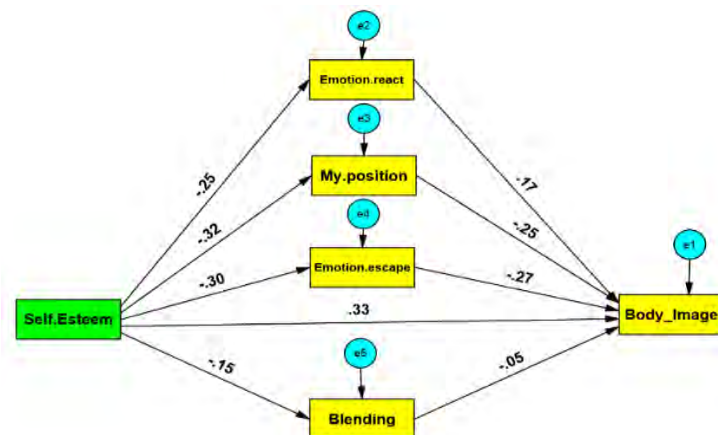 e2
Emotion.react
e3
-.25
.17
My.position
-.32
e4
-.25
e1
Emotion.escape
-.30
-.27
Self.Esteem
.33
Body_Image
e5
-.15
-.05
Blending